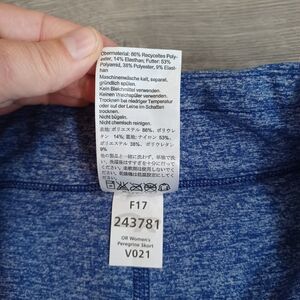 Obermaterial: 86% Recyceltes Poly-
ester, 14% Elasthan; Futter: 53%
Polyamid, 38% Polyester, 9% Elast-
han
Maschinenwäsche kalt, separat,
gründlich spülen.
Kein Bleichmittel verwenden
Keinen Weichspüler verwenden.
Trocknen bei niedriger Temperatur
oder auf der Leine im Schatten
trocknen.
Nicht bügeln.
Nicht chemisch reinigen.
表地: ポリエステル 86%、ポリウレ
タン 14%; 裏地: ナイロン 53%、
ポリエステル 38%、ポリウレタン
9%
F17
243781
OR Women's
Peregrine Skort
V021